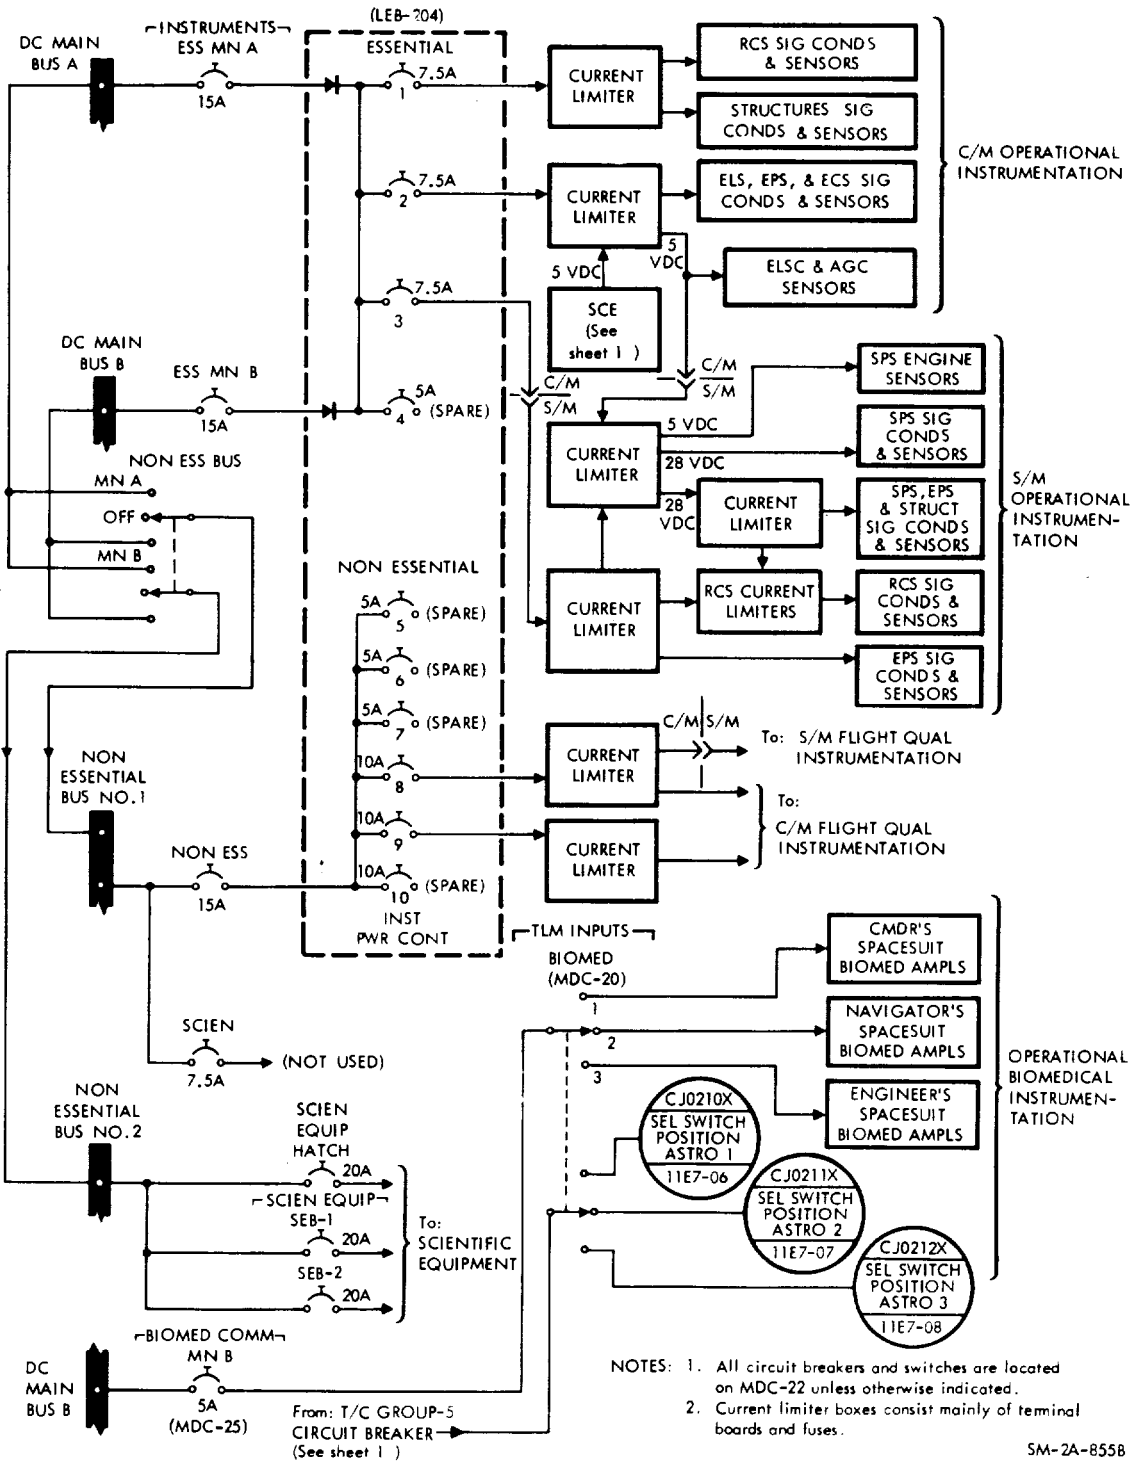 (LEB-204)
INSTRUMENTS
DC MAIN
BUS A
ESS MN A
15A
ESSENTIAL
7.5A
1
CURRENT
LIMITER
RCS SIG CONDS
& SENSORS
STRUCTURES SIG
CONDS & SENSORS
C/M OPERATIONAL
INSTRUMENTATION
7.5A
2
CURRENT
LIMITER
ELS, EPS, & ECS SIG
CONDS & SENSORS
5
VDC
ELSC & AGC
SENSORS
5 VDC
SCE
(See
sheet 1 )
7.5A
3
DC MAIN
BUS B
ESS MN B
15A
5A
4
(SPARE)
C/M
S/M
C/M
S/M
SPS ENGINE
SENSORS
CURRENT
LIMITER
5 VDC
28 VDC
28
VDC
SPS SIG
CONDS
& SENSORS
CURRENT
LIMITER
SPS, EPS
& STRUCT
SIG CONDS
& SENSORS
S/M
OPERATIONAL
INSTRUMEN-
TATION
NON ESS BUS
MN A
OFF
MN B
NON ESSENTIAL
5A
5
(SPARE)
5A
6
(SPARE)
5A
7
(SPARE)
10A
8
10A
9
10A
10
(SPARE)
INST
PWR CONT
CURRENT
LIMITER
RCS CURRENT
LIMITERS
RCS SIG
CONDS &
SENSORS
EPS SIG
CONDS &
SENSORS
CURRENT
LIMITER
C/M S/M
To: S/M FLIGHT QUAL
INSTRUMENTATION
To:
C/M FLIGHT QUAL
INSTRUMENTATION
CURRENT
LIMITER
NON
ESSENTIAL
BUS NO.1
NON ESS
15A
SCIEN
7.5A
(NOT USED)
TLM INPUTS
BIOMED
(MDC-20)
1
2
3
CMDR'S
SPACESUIT
BIOMED AMPLS
NAVIGATOR'S
SPACESUIT
BIOMED AMPLS
ENGINEER'S
SPACESUIT
BIOMED AMPLS
OPERATIONAL
BIOMEDICAL
INSTRUMEN-
TATION
CJ0210X
SEL SWITCH
POSITION
ASTRO 1
11E7-06
CJ0211X
SEL SWITCH
POSITION
ASTRO 2
11E7-07
CJ0212X
SEL SWITCH
POSITION
ASTRO 3
11E7-08
NON
ESSENTIAL
BUS NO.2
SCIEN
EQUIP
HATCH
20A
SCIEN EQUIP
SEB-1
20A
SEB-2
20A
To:
SCIENTIFIC
EQUIPMENT
DC
MAIN
BUS B
BIOMED COMM
MN B
5A
(MDC-25)
From: T/C GROUP-5
CIRCUIT BREAKER
(See sheet 1 )
NOTES: 1. All circuit breakers and switches are located
on MDC-22 unless otherwise indicated.
2. Current limiter boxes consist mainly of terminal
boards and fuses.
SM-2A-855B